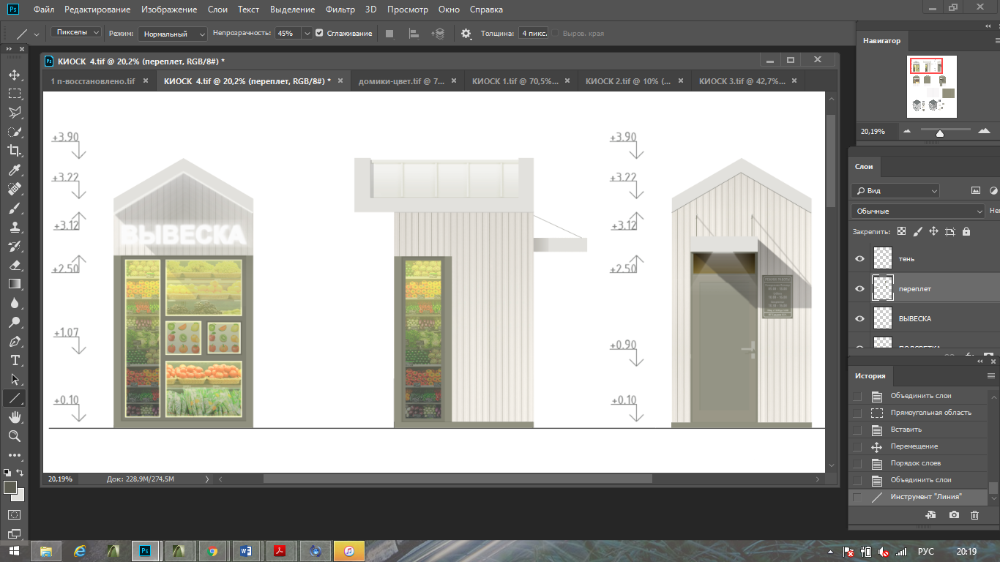 Ps Файл Редактирование Изображение Слои Текст Выделение Фильтр 3D Просмотр Окно Справка
Пикселы Режим: Нормальный Непрозрачность: 45% Сглаживание Толщина: 4 пикс. Выров. края
Навигатор
Ps КИОСК 4.tif @ 20,2% (переплет, RGB/8#) *
1 п-восстановлено.tif КИОСК 4.tif @ 20,2% (переплет, RGB/8#) * домики-цвет.tif @ 7... КИОСК 1.tif @ 70,5%... КИОСК 2.tif @ 10% (... КИОСК 3.tif @ 42,7%...
20,19%
+3.90 +3.90
+3.22 +3.22
+3.12 +3.12
ВЫВЕСКА
+2.50 +2.50
+1.07
+0.90
+0.10 +0.10
Слои
Вид
Обычные
Закрепить:
тень
переплет
ВЫВЕСКА
История
Объединить слои
Прямоугольная область
Вставить
Перемещение
Порядок слоев
Объединить слои
Инструмент "Линия"
20,19% Док: 228,9M/274,5M
Ps
РУС 20:19